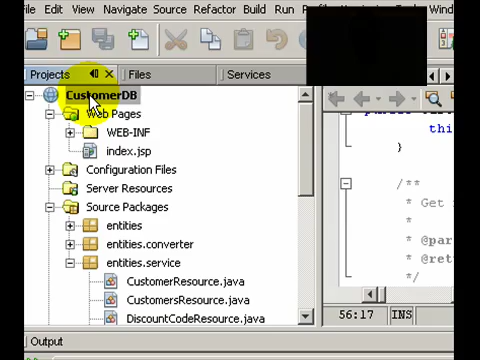 File Edit View Navigate Source Refactor Build Run
Projects Files Services
CustomerDB
Web Pages
WEB-INF
index.jsp
Configuration Files
Server Resources
Source Packages
entities
entities.converter
entities.service
CustomerResource.java
CustomersResource.java
DiscountCodeResource.java
thi
}
/**
* Get
* @par
* @ret
*/
56:17 INS
Output